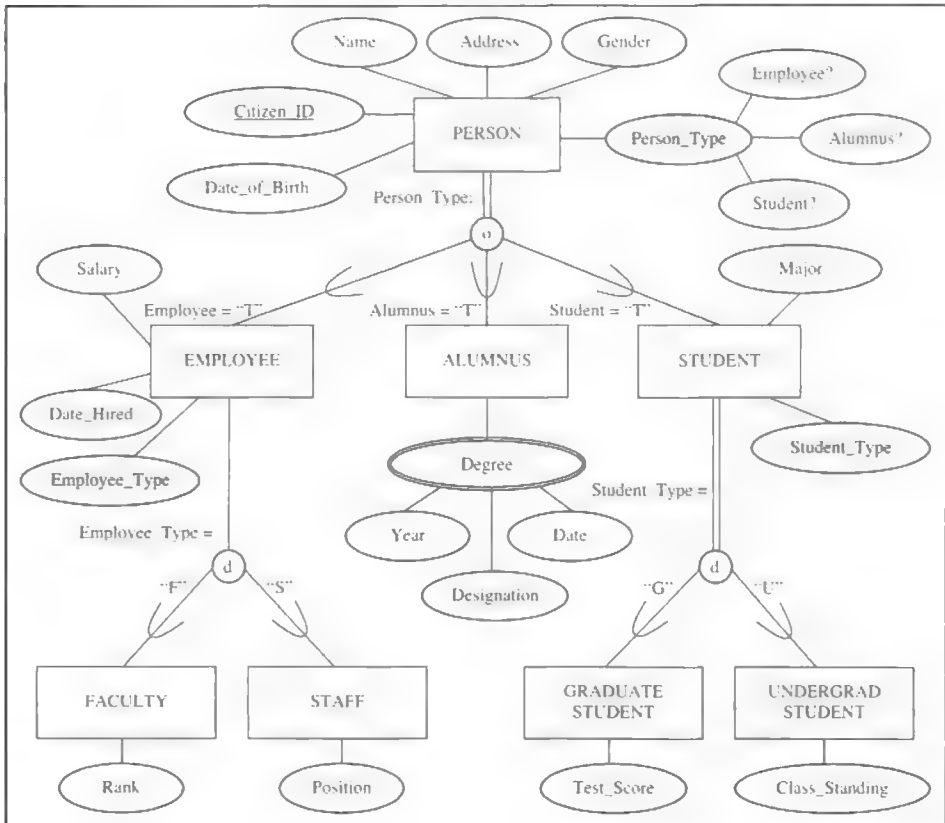 Name
Address
Gender
Employee?
Citizen_ID
PERSON
Person_Type
Alumnus?
Date_of_Birth
Student?
Person Type:
o
Salary
Major
Employee = "T"
Alumnus = "T"
Student = "T"
EMPLOYEE
ALUMNUS
STUDENT
Date_Hired
Student_Type
Degree
Employee_Type
Student Type =
Year
Date
Employee Type =
d
d
Designation
"F"
"S"
"G"
"U"
FACULTY
STAFF
GRADUATE
STUDENT
UNDERGRAD
STUDENT
Rank
Position
Test_Score
Class_Standing